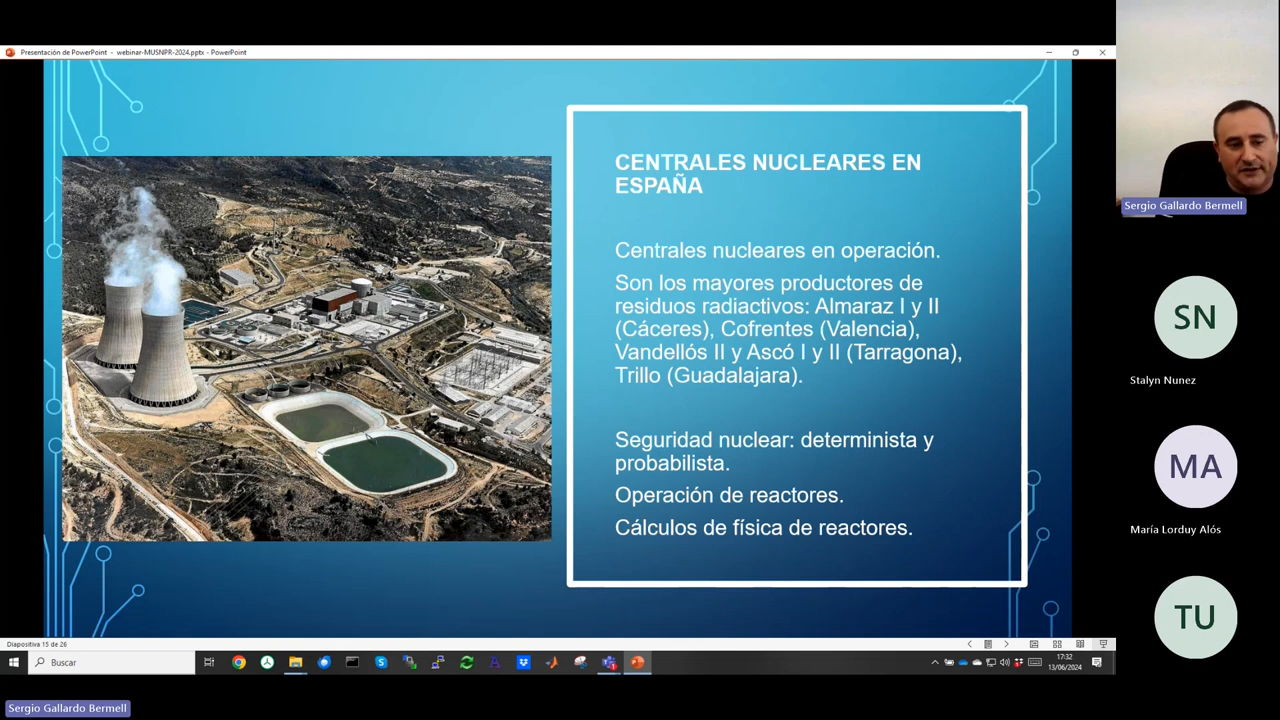 Presentación de PowerPoint - webinar-MUSNPR-2024.pptx - PowerPoint
CENTRALES NUCLEARES EN
ESPAÑA
Centrales nucleares en operación.
Son los mayores productores de
residuos radiactivos: Almaraz I y II
(Cáceres), Cofrentes (Valencia),
Vandellós II y Ascó I y II (Tarragona),
Trillo (Guadalajara).
Seguridad nuclear: determinista y
probabilista.
Operación de reactores.
Cálculos de física de reactores.
Sergio Gallardo Bermell
SN
Stalyn Nunez
MA
María Lorduy Alós
TU
Diapositiva 15 de 26
Buscar
17:32
13/06/2024
Sergio Gallardo Bermell